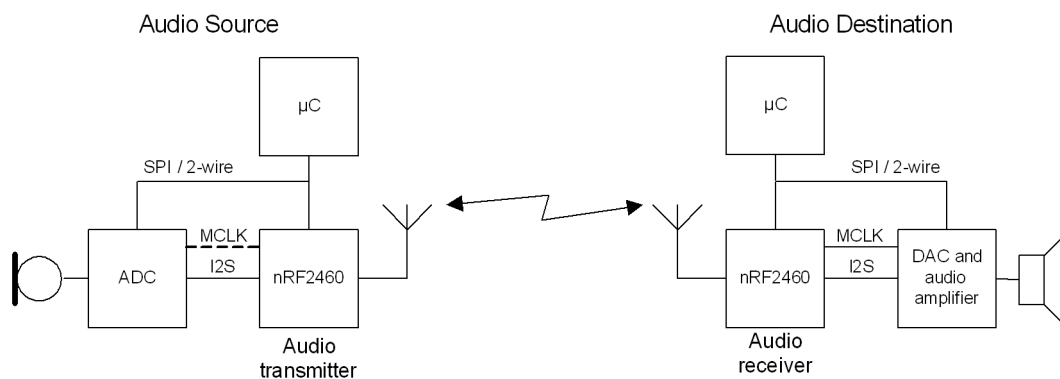 Audio Source
Audio Destination
µC
µC
SPI / 2-wire
SPI / 2-wire
MCLK
MCLK
ADC
I2S
nRF2460
nRF2460
I2S
DAC and
audio
amplifier
Audio
transmitter
Audio
receiver